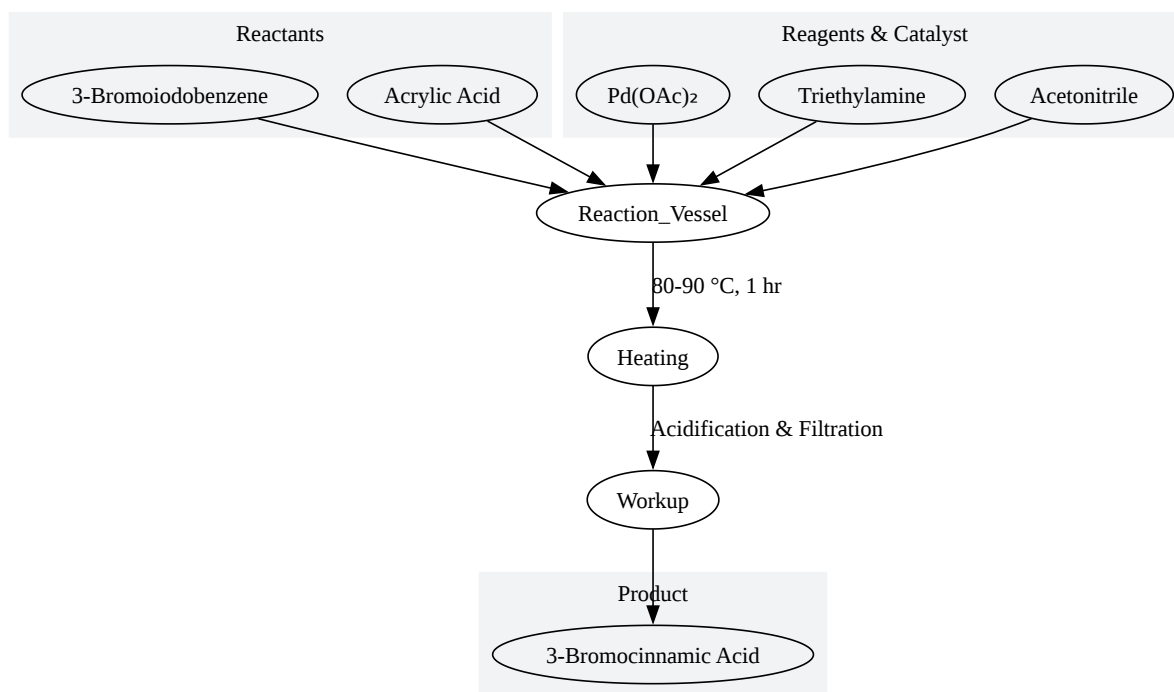 Reactants
Reagents & Catalyst
3-Bromoiodobenzene
Acrylic Acid
Pd(OAc)₂
Triethylamine
Acetonitrile
Reaction_Vessel
80-90 °C, 1 hr
Heating
Acidification & Filtration
Workup
Product
3-Bromocinnamic Acid